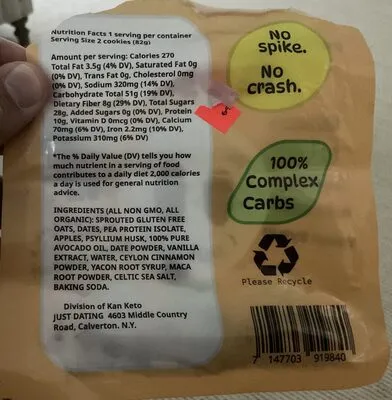 Nutrition Facts 1 serving per container
Serving Size 2 cookies (82g)
Amount per serving: Calories 270
Total Fat 3.5g (4% DV), Saturated Fat 0g
(0% DV), Trans Fat 0g, Cholesterol 0mg
(0% DV), Sodium 320mg (14% DV),
Carbohydrate Total 51g (19% DV),
Dietary Fiber 8g (29% DV), Total Sugars
28g, Added Sugars 0g (0% DV), Protein
10g, Vitamin D 0mcg (0% DV), Calcium
70mg (6% DV), Iron 2.2mg (10% DV),
Potassium 310mg (6% DV)
*The % Daily Value (DV) tells you how
much nutrient in a serving of food
contributes to a daily diet 2,000 calories
a day is used for general nutrition
advice.
INGREDIENTS (ALL NON GMO, ALL
ORGANIC): SPROUTED GLUTEN FREE
OATS, DATES, PEA PROTEIN ISOLATE,
APPLES, PSYLLIUM HUSK, 100% PURE
AVOCADO OIL, DATE POWDER, VANILLA
EXTRACT, WATER, CEYLON CINNAMON
POWDER, YACON ROOT SYRUP, MACA
ROOT POWDER, CELTIC SEA SALT,
BAKING SODA.
Division of Kan Keto
JUST DATING 4603 Middle Country
Road, Calverton. N.Y.
No
spike.
No
crash.
100%
Complex
Carbs
Please Recycle
7 147703 919840